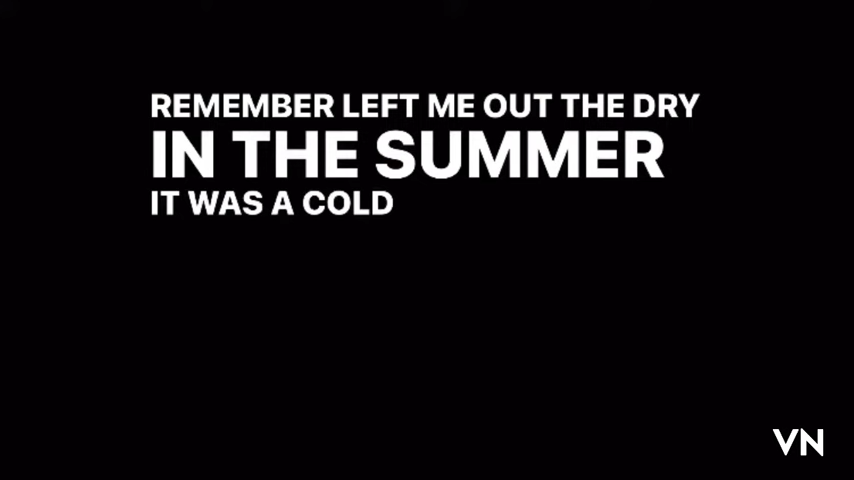 REMEMBER LEFT ME OUT THE DRY
IN THE SUMMER
IT WAS A COLD
VN